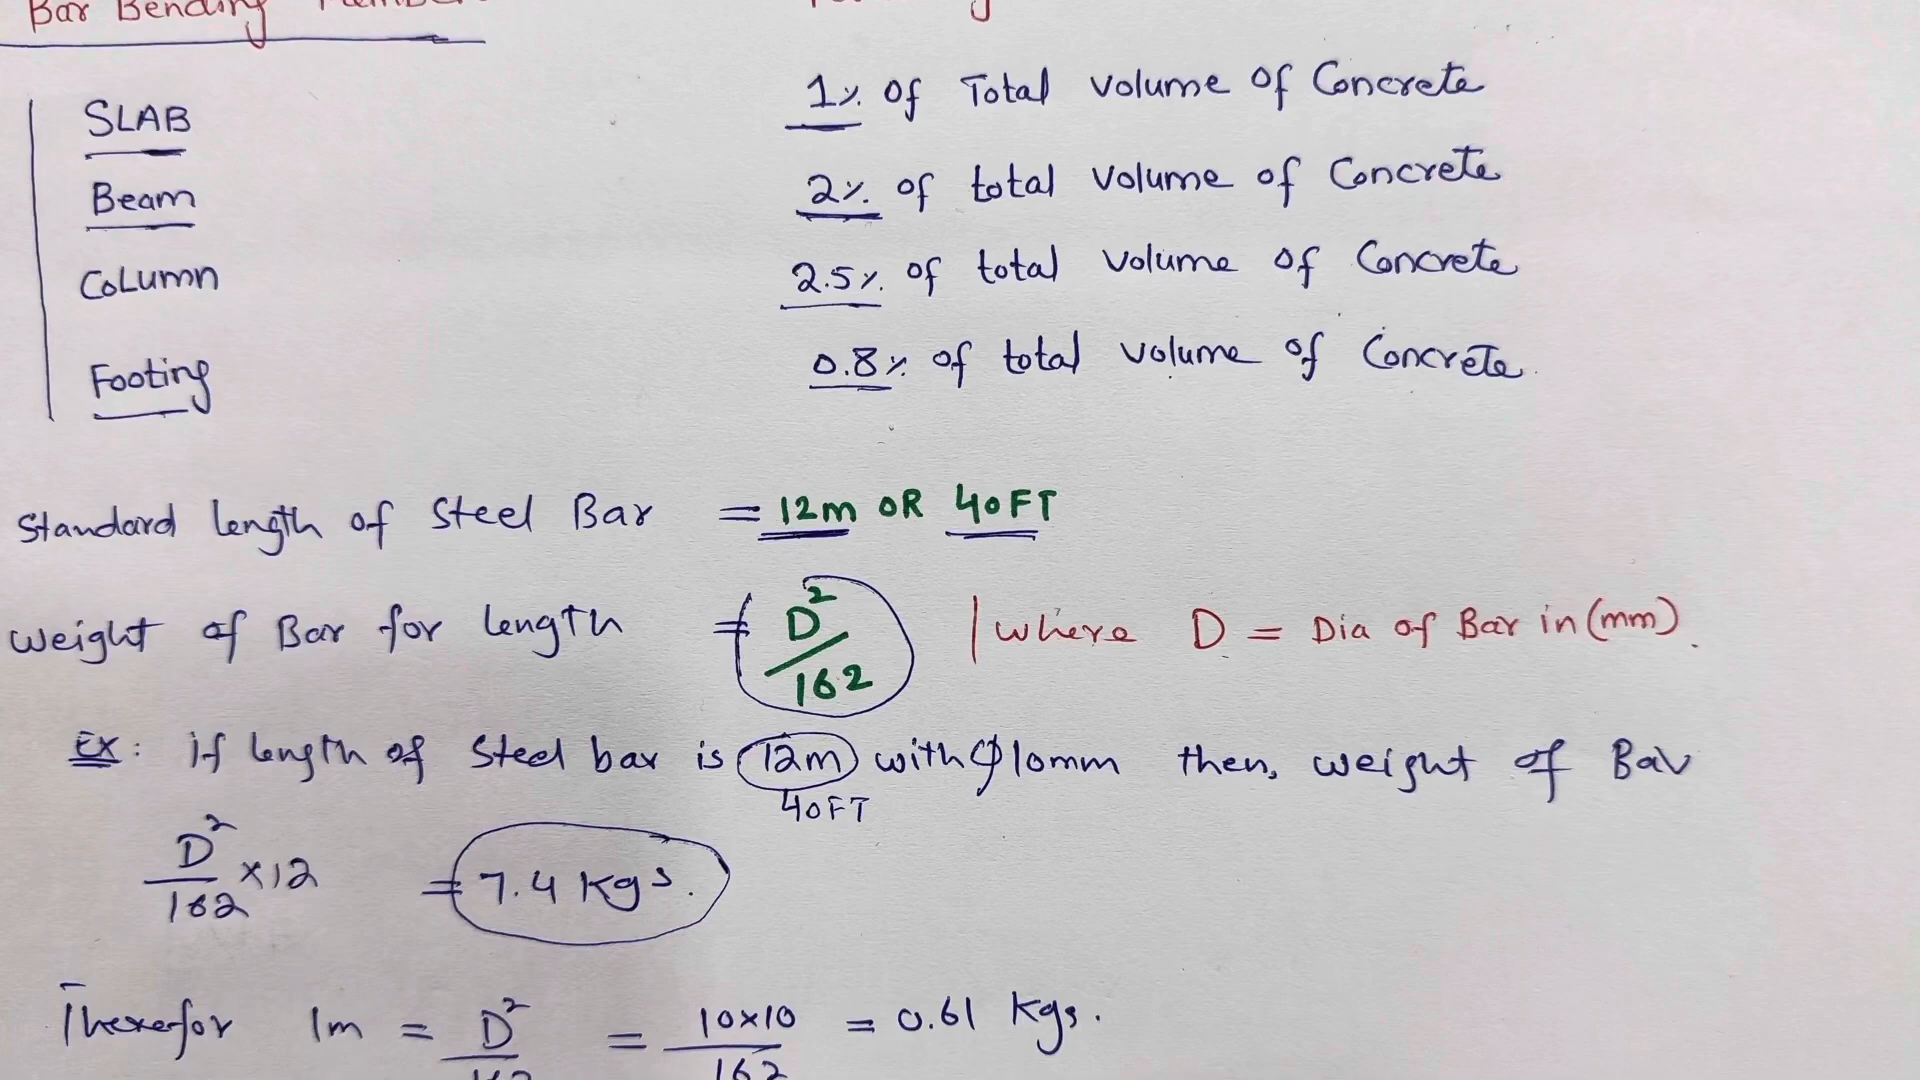 Bar Bending
SLAB 1% of Total volume of Concrete
Beam 2% of total volume of Concrete
Column 2.5% of total volume of Concrete
Footing 0.8% of total volume of Concrete
Standard length of Steel Bar = 12m OR 40FT
Weight of Bar for length = D²/162 | where D = Dia of Bar in (mm).
Ex: if length of Steel bar is 12m with φ10mm then, weight of Bar
40FT
D²/162 ×12 = 7.4 Kgs.
Therefor 1m = D²/162 = 10×10/162 = 0.61 Kgs.